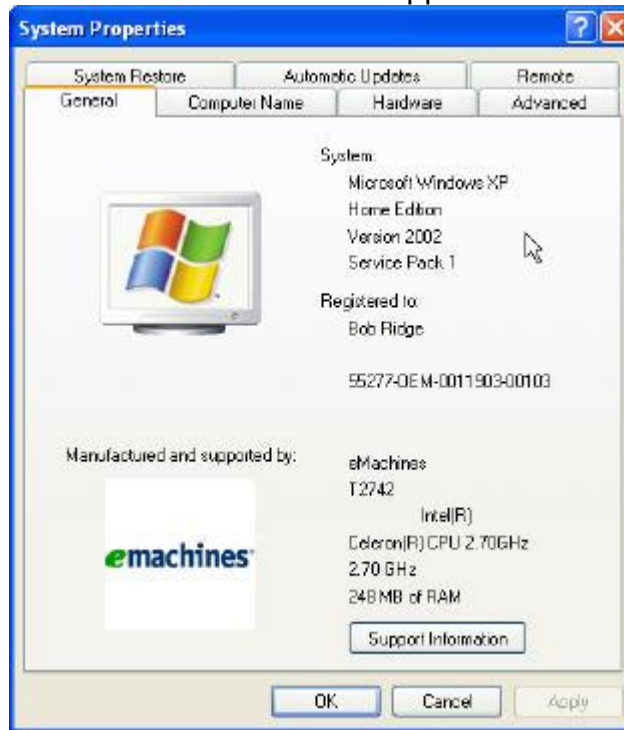 System Properties
System Restore Automatic Updates Remote
General Computer Name Hardware Advanced
System:
Microsoft Windows XP
Home Edition
Version 2002
Service Pack 1
Registered to:
Bob Ridge
55277-OEM-0011903-00103
Manufactured and supported by:
eMachines
T2742
Intel(R)
Celeron(R) CPU 2.70GHz
2.70 GHz
248 MB of RAM
emachines
Support Information
OK Cancel Apply